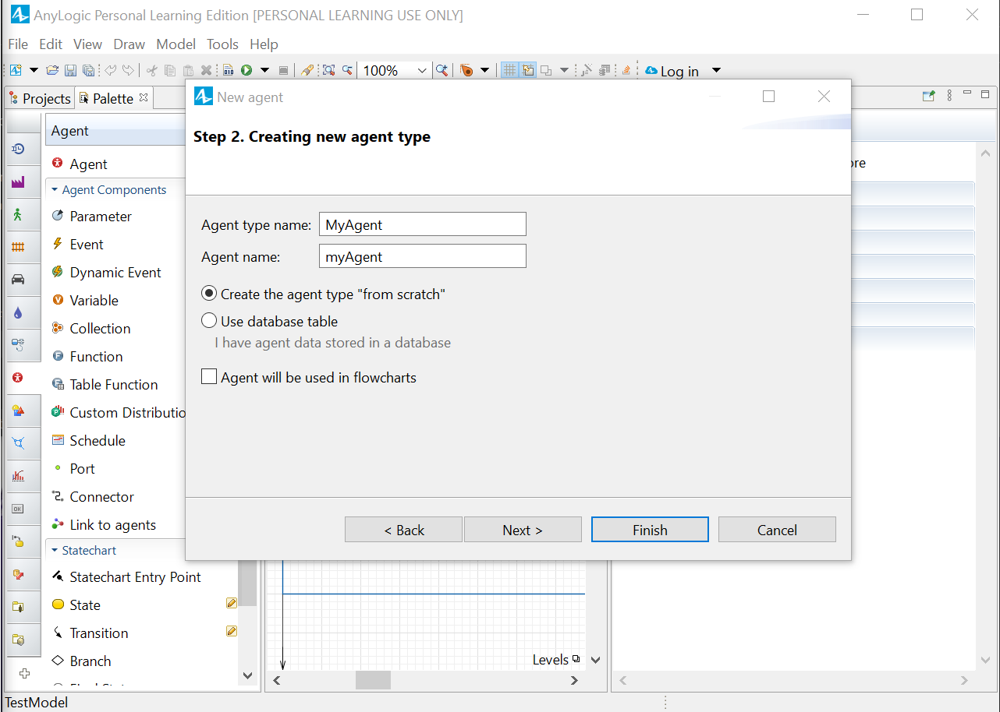 AnyLogic Personal Learning Edition [PERSONAL LEARNING USE ONLY]
File Edit View Draw Model Tools Help
100%
Log in
Projects
Palette
New agent
Step 2. Creating new agent type
Agent
Agent
Agent Components
Parameter
Event
Dynamic Event
Variable
Collection
Function
Table Function
Custom Distributio
Schedule
Port
Connector
Link to agents
Statechart
Statechart Entry Point
State
Transition
Branch
Agent type name: MyAgent
Agent name: myAgent
Create the agent type "from scratch"
Use database table
I have agent data stored in a database
Agent will be used in flowcharts
< Back
Next >
Finish
Cancel
Levels
OK
TestModel